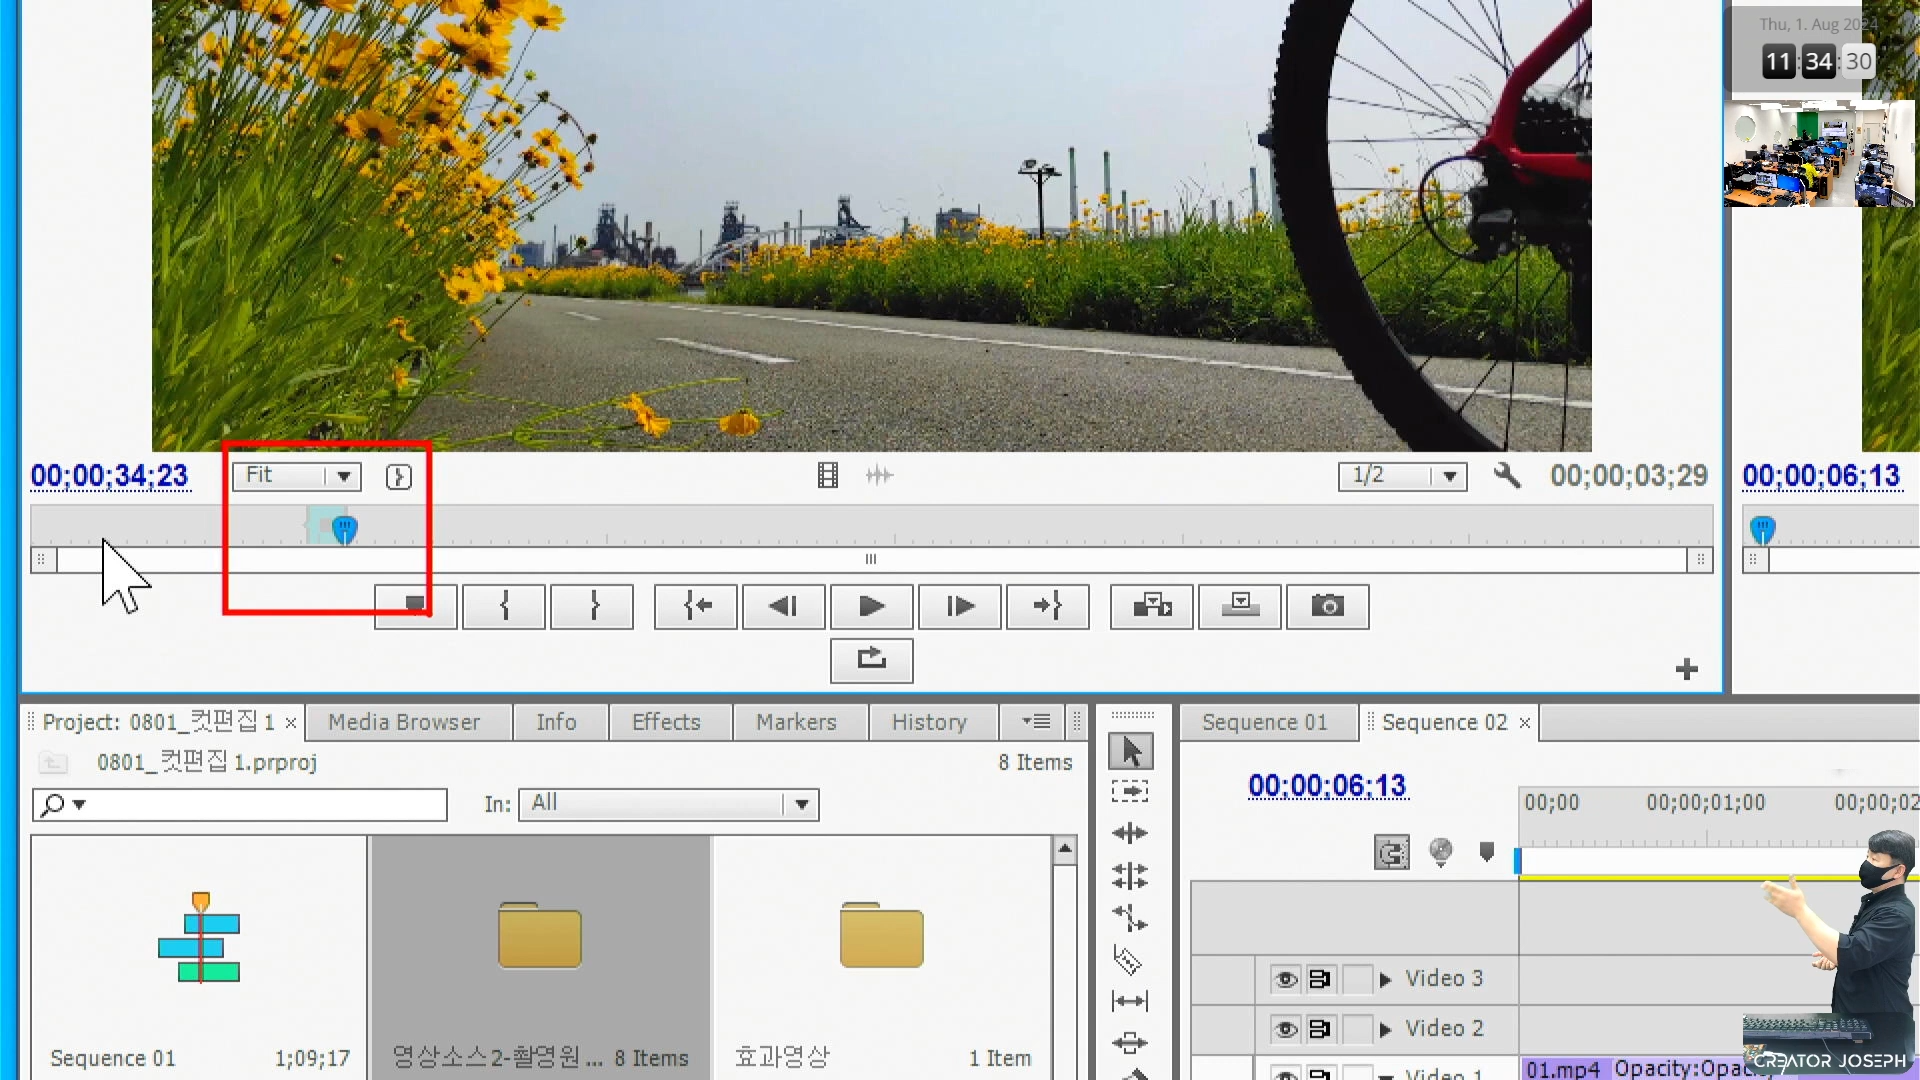 Thu, 1. Aug 2024
11:34:30
00;00;34;23
Fit
1/2
00;00;03;29
00;00;06;13
Project: 0801_컷편집 1 ×
Media Browser
Info
Effects
Markers
History
Sequence 01
Sequence 02 ×
0801_컷편집 1.prproj
8 Items
In: All
00;00;06;13
00;00
00;00;01;00
00;00;02
Sequence 01
1;09;17
영상소스2-촬영원...
8 Items
효과영상
1 Item
Video 3
Video 2
Video 1
01.mp4
Opacity:Opac
CREATOR JOSEPH